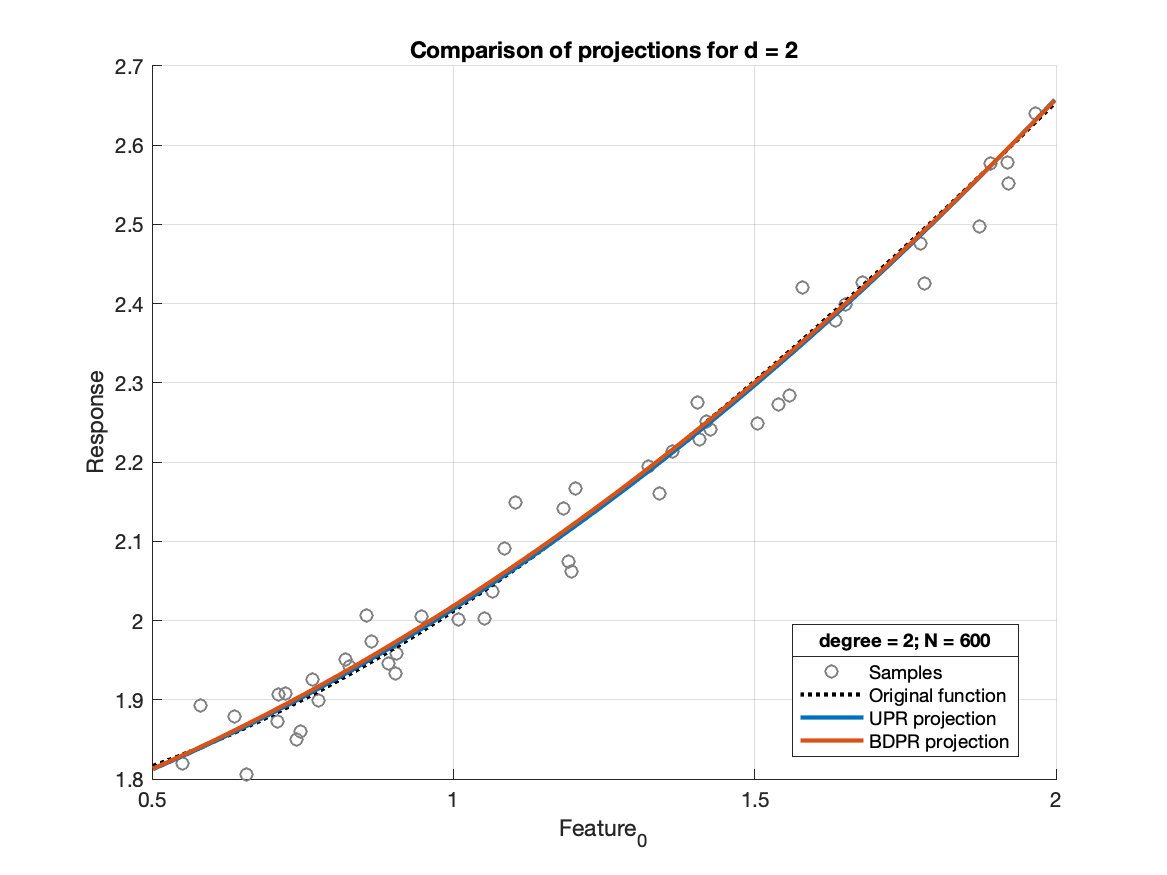 Comparison of projections for d = 2
2.7
2.6
2.5
2.4
2.3
2.2
2.1
2
1.9
1.8
Response
0.5 1 1.5 2
Feature0
degree = 2; N = 600
Samples
Original function
UPR projection
BDPR projection